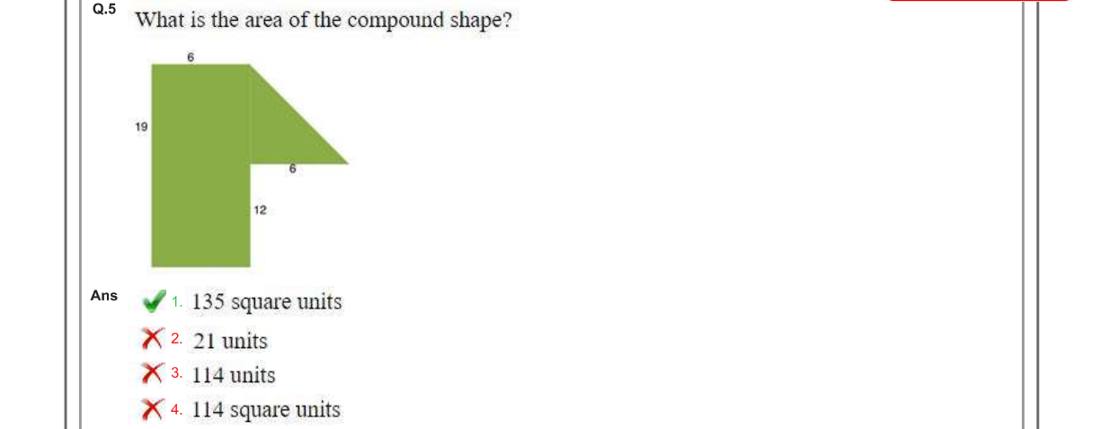 Q.5 What is the area of the compound shape?
6
19
6
12
Ans 1. 135 square units
2. 21 units
3. 114 units
4. 114 square units